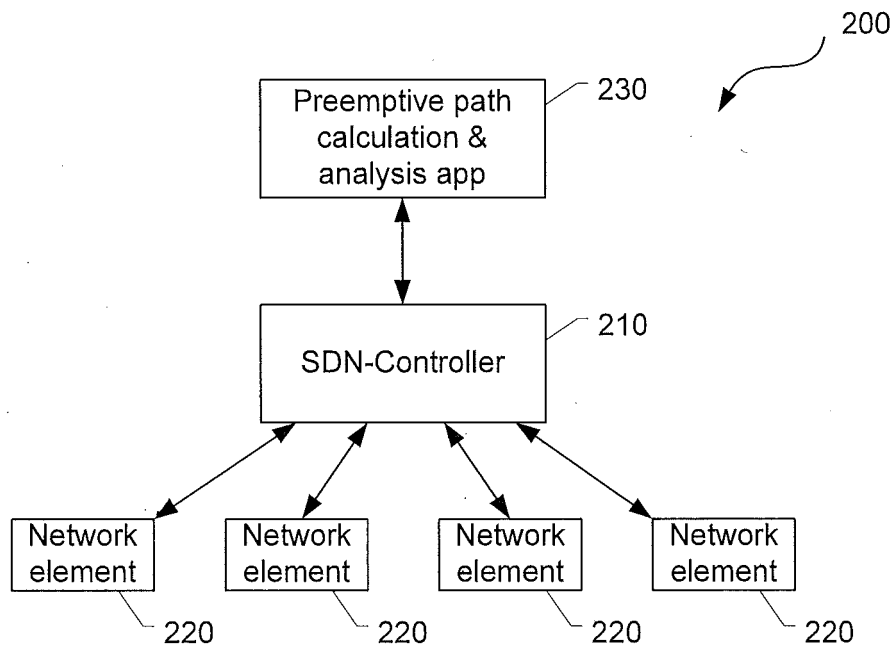 200
Preemptive path
calculation &
analysis app
230
SDN-Controller
210
Network
element
220
Network
element
220
Network
element
220
Network
element
220